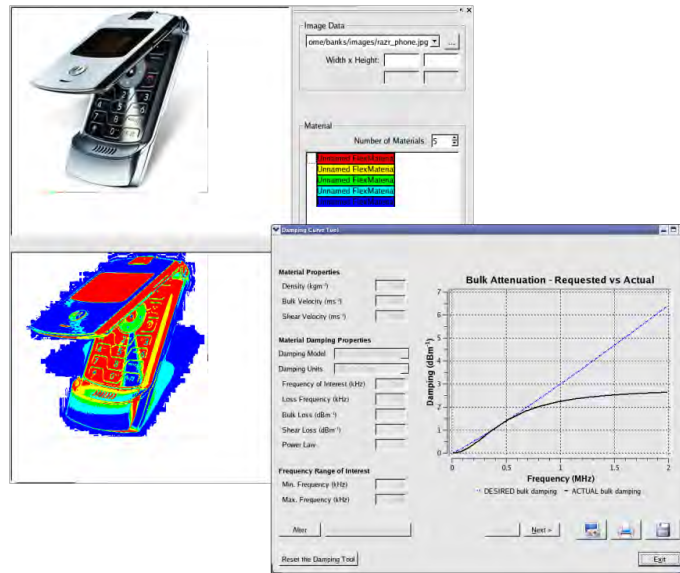 Image Data
ome/banks/images/razr_phone.jpg ...
Width x Height:
Material
Number of Materials: 5
Unnamed FlexMateria
Unnamed FlexMateria
Unnamed FlexMateria
Unnamed FlexMateria
Unnamed FlexMateria
Damping Curve Tool
Material Properties
Density (kgm⁻³)
Bulk Velocity (ms⁻¹)
Shear Velocity (ms⁻¹)
Material Damping Properties
Damping Model
Damping Units
Frequency of Interest (kHz)
Loss Frequency (kHz)
Bulk Loss (dBm⁻¹)
Shear Loss (dBm⁻¹)
Power Law
Frequency Range of Interest
Min. Frequency (kHz)
Max. Frequency (kHz)
Bulk Attenuation - Requested vs Actual
Damping (dBm⁻¹)
7
6
5
4
3
2
1
0
0 0.5 1 1.5 2
Frequency (MHz)
DESIRED bulk damping ACTUAL bulk damping
Alter
Next »
Reset the Damping Tool
Exit